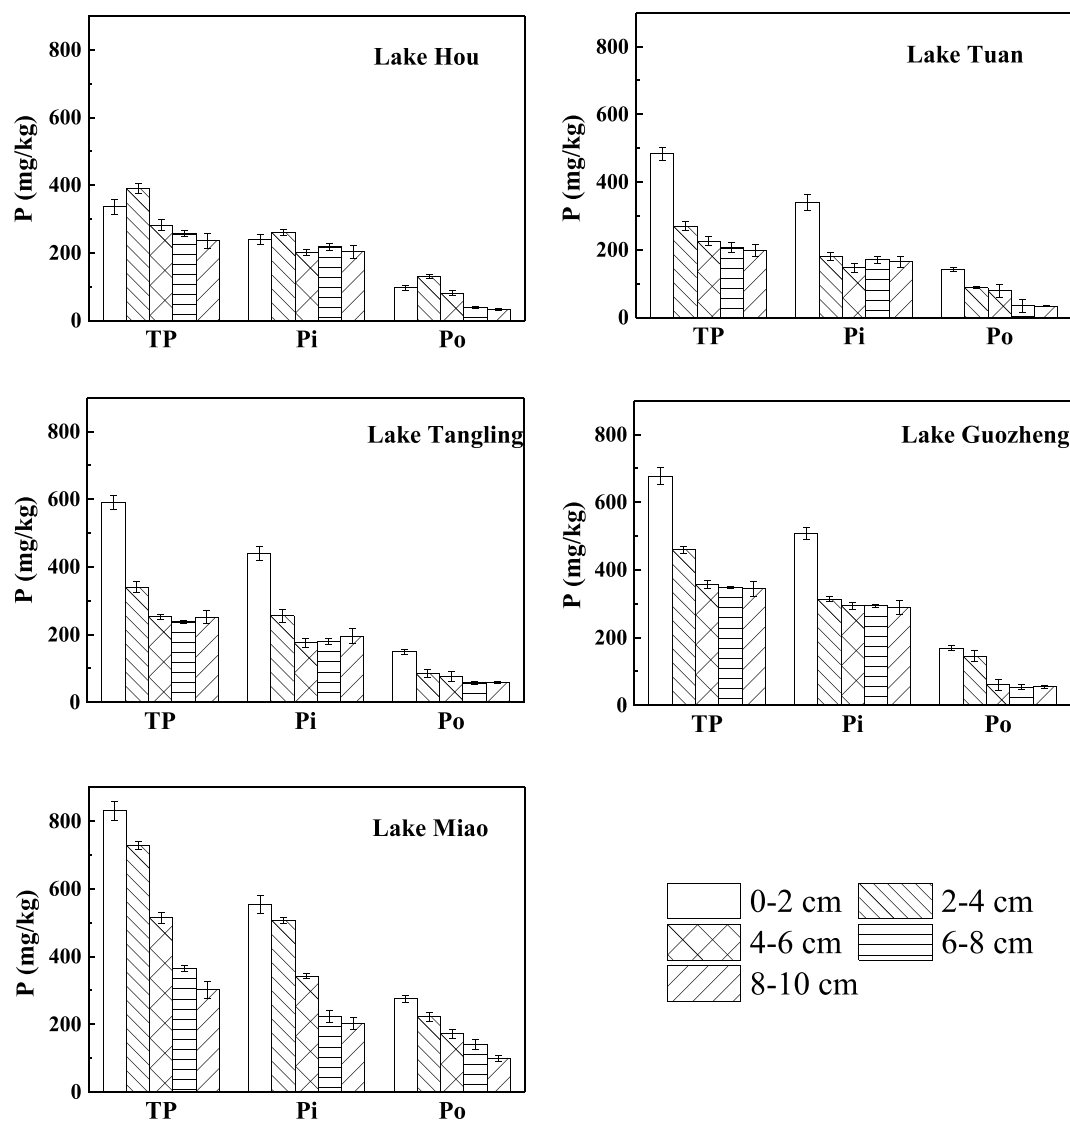 Lake Hou
P (mg/kg)
800
600
400
200
0
TP Pi Po
Lake Tuan
P (mg/kg)
800
600
400
200
0
TP Pi Po
Lake Tangling
P (mg/kg)
800
600
400
200
0
TP Pi Po
Lake Guozheng
P (mg/kg)
800
600
400
200
0
TP Pi Po
Lake Miao
P (mg/kg)
800
600
400
200
0
TP Pi Po
0-2 cm 2-4 cm
4-6 cm 6-8 cm
8-10 cm